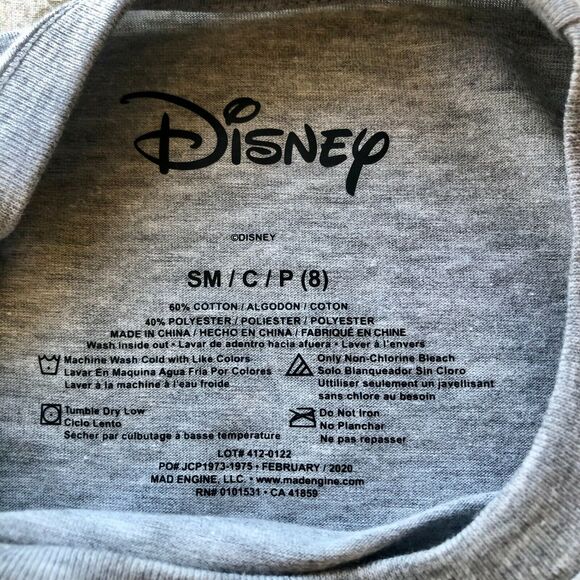 Disney
©DISNEY
SM / C / P (8)
60% COTTON / ALGODON / COTON
40% POLYESTER / POLIESTER / POLYESTER
MADE IN CHINA / HECHO EN CHINA / FABRIQUÉ EN CHINE
Wash inside out • Lavar de adentro hacia afuera • Laver à l'envers
Machine Wash Cold with Like Colors
Lavar En Maquina Agua Fria Por Colores
Laver à la machine à l'eau froide
Only Non-Chlorine Bleach
Solo Blanqueador Sin Cloro
Utiliser seulement un javellisant
sans chlore au besoin
Tumble Dry Low
Ciclo Lento
Sécher par culbutage à basse température
Do Not Iron
No Planchar
Ne pas repasser
LOT# 412-0122
PO# JCP1973-1975 • FEBRUARY / 2020
MAD ENGINE, LLC. • www.madengine.com
RN# 0101531 • CA 41859